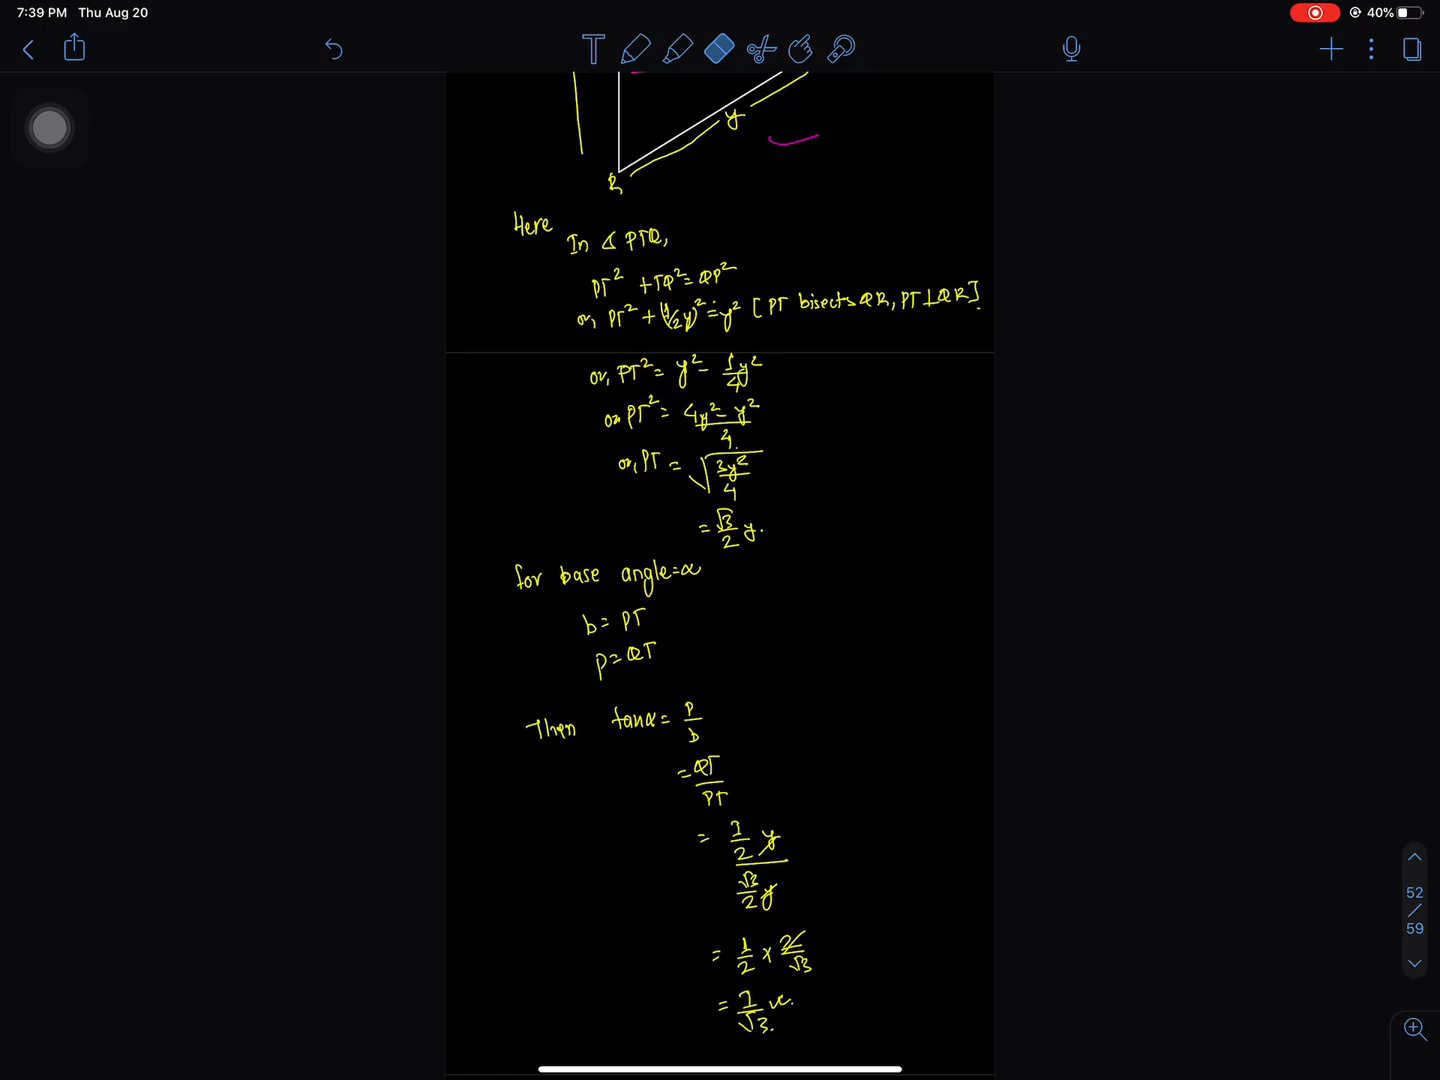 7:39 PM Thu Aug 20
40%
y
R
Here
In Δ PTQ,
PT² + TQ² = QP²
or, PT² + (1/2 y)² = y² [PT bisects QR, PT⊥QR].
or, PT² = y² - 1/4 y²
or PT² = 4y² - y² / 4.
or, PT = √(3y²/4)
= √3/2 y.
for base angle = α
b = PT
p = QT
Then tanα = p/b
= QT/PT
= 1/2 y / √3/2 y
= 1/2 × 2/√3
= 1/√3.
52
/
59